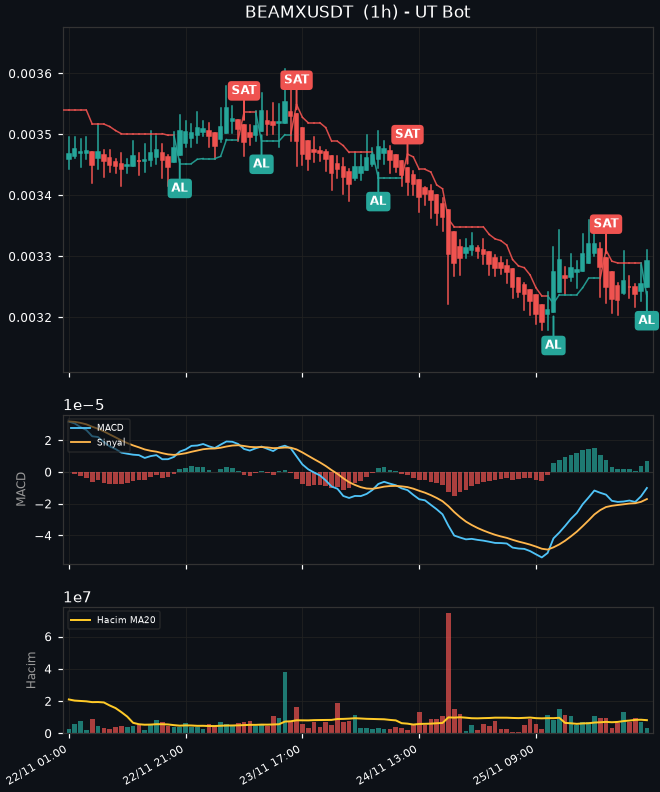 BEAMXUSDT  (1h) - UT Bot
0.0036
0.0035
0.0034
0.0033
0.0032
SAT
SAT
SAT
SAT
AL
AL
AL
AL
AL
1e−5
MACD
Sinyal
2
0
−2
−4
MACD
1e7
Hacim MA20
6
4
2
0
Hacim
22/11 01:00
22/11 21:00
23/11 17:00
24/11 13:00
25/11 09:00